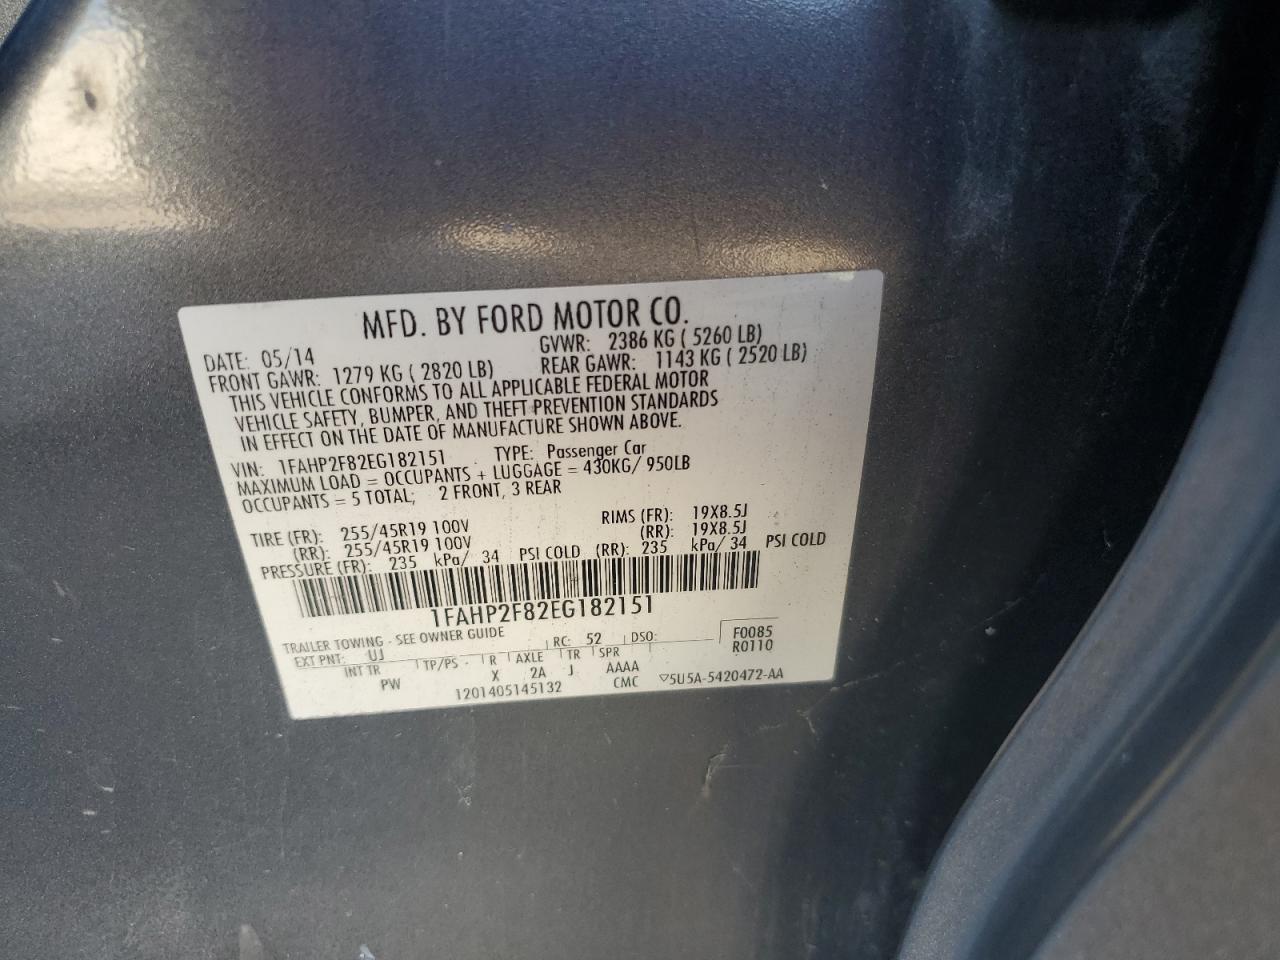 MFD. BY FORD MOTOR CO.
DATE: 05/14 GVWR: 2386 KG ( 5260 LB)
FRONT GAWR: 1279 KG ( 2820 LB) REAR GAWR: 1143 KG ( 2520 LB)
THIS VEHICLE CONFORMS TO ALL APPLICABLE FEDERAL MOTOR
VEHICLE SAFETY, BUMPER, AND THEFT PREVENTION STANDARDS
IN EFFECT ON THE DATE OF MANUFACTURE SHOWN ABOVE.
VIN: 1FAHP2F82EG182151 TYPE: Passenger Car
MAXIMUM LOAD = OCCUPANTS + LUGGAGE = 430KG/ 950LB
OCCUPANTS = 5 TOTAL; 2 FRONT, 3 REAR
TIRE (FR): 255/45R19 100V RIMS (FR): 19X8.5J
(RR): 255/45R19 100V (RR): 19X8.5J
PRESSURE (FR): 235 kPa/ 34 PSI COLD (RR): 235 kPa/ 34 PSI COLD
1FAHP2F82EG182151
TRAILER TOWING - SEE OWNER GUIDE
EXT PNT: UJ RC: 52 DSO: F0085
R0110
INT TR TP/PS R AXLE TR SPR
PW X 2A J AAAA
1201405145132 CMC ▽5U5A-5420472-AA